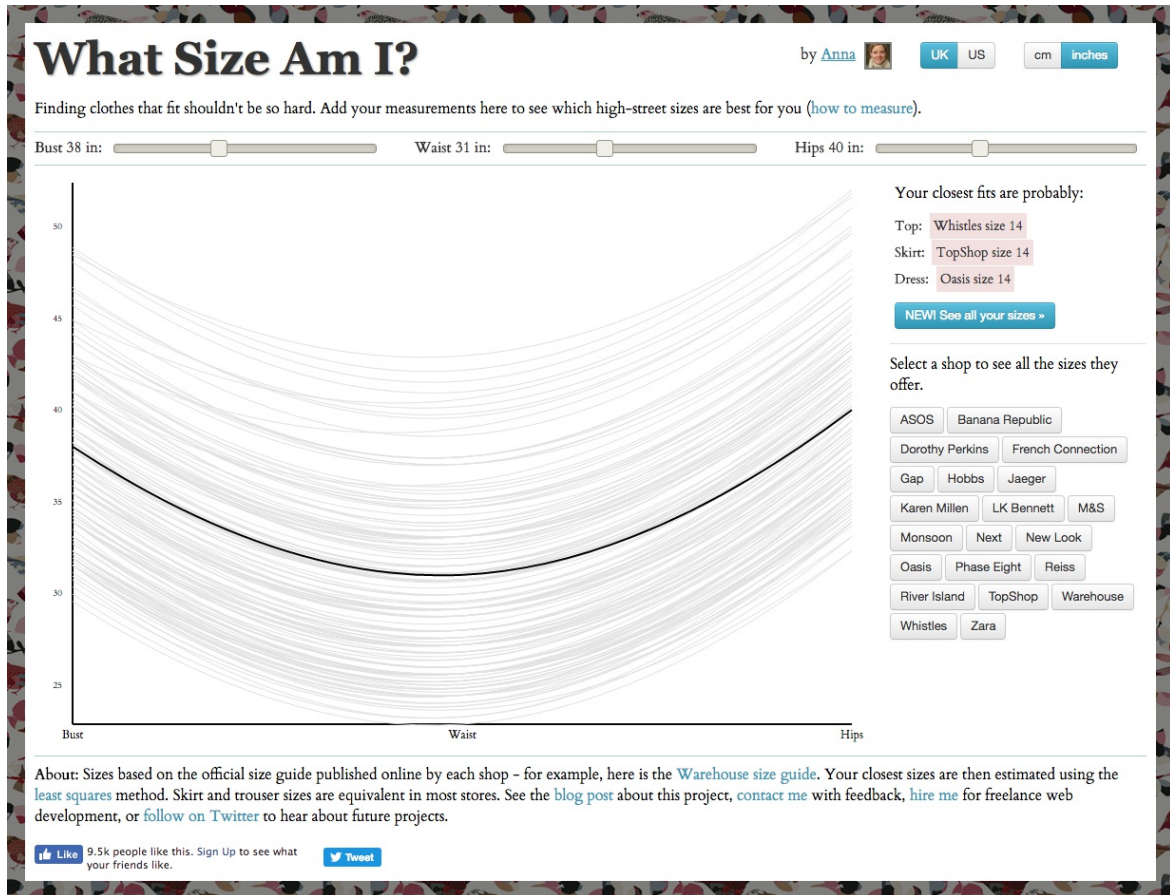 What Size Am I?
by Anna
UK US
cm inches
Finding clothes that fit shouldn't be so hard. Add your measurements here to see which high-street sizes are best for you (how to measure).
Bust 38 in:
Waist 31 in:
Hips 40 in:
50
45
40
35
30
25
Bust
Waist
Hips
Your closest fits are probably:
Top: Whistles size 14
Skirt: TopShop size 14
Dress: Oasis size 14
NEW! See all your sizes »
Select a shop to see all the sizes they
offer.
ASOS Banana Republic
Dorothy Perkins French Connection
Gap Hobbs Jaeger
Karen Millen LK Bennett M&S
Monsoon Next New Look
Oasis Phase Eight Reiss
River Island TopShop Warehouse
Whistles Zara
About: Sizes based on the official size guide published online by each shop – for example, here is the Warehouse size guide. Your closest sizes are then estimated using the
least squares method. Skirt and trouser sizes are equivalent in most stores. See the blog post about this project, contact me with feedback, hire me for freelance web
development, or follow on Twitter to hear about future projects.
Like
9.5k people like this. Sign Up to see what
your friends like.
Tweet